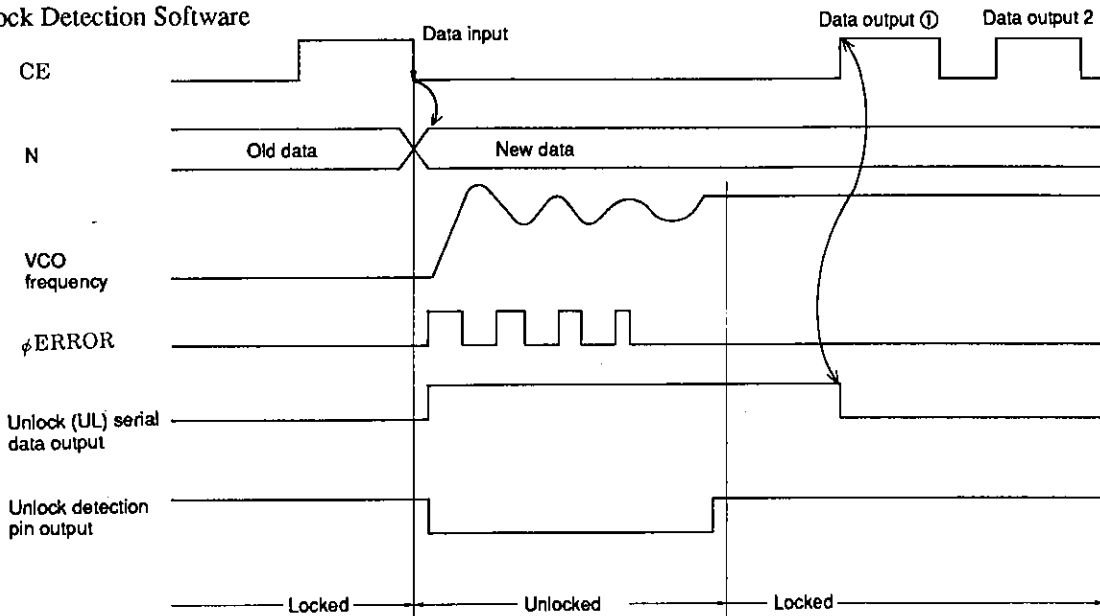 ock Detection Software
Data input
Data output ①
Data output 2
CE
N
Old data
New data
VCO
frequency
φERROR
Unlock (UL) serial
data output
Unlock detection
pin output
Locked
Unlocked
Locked